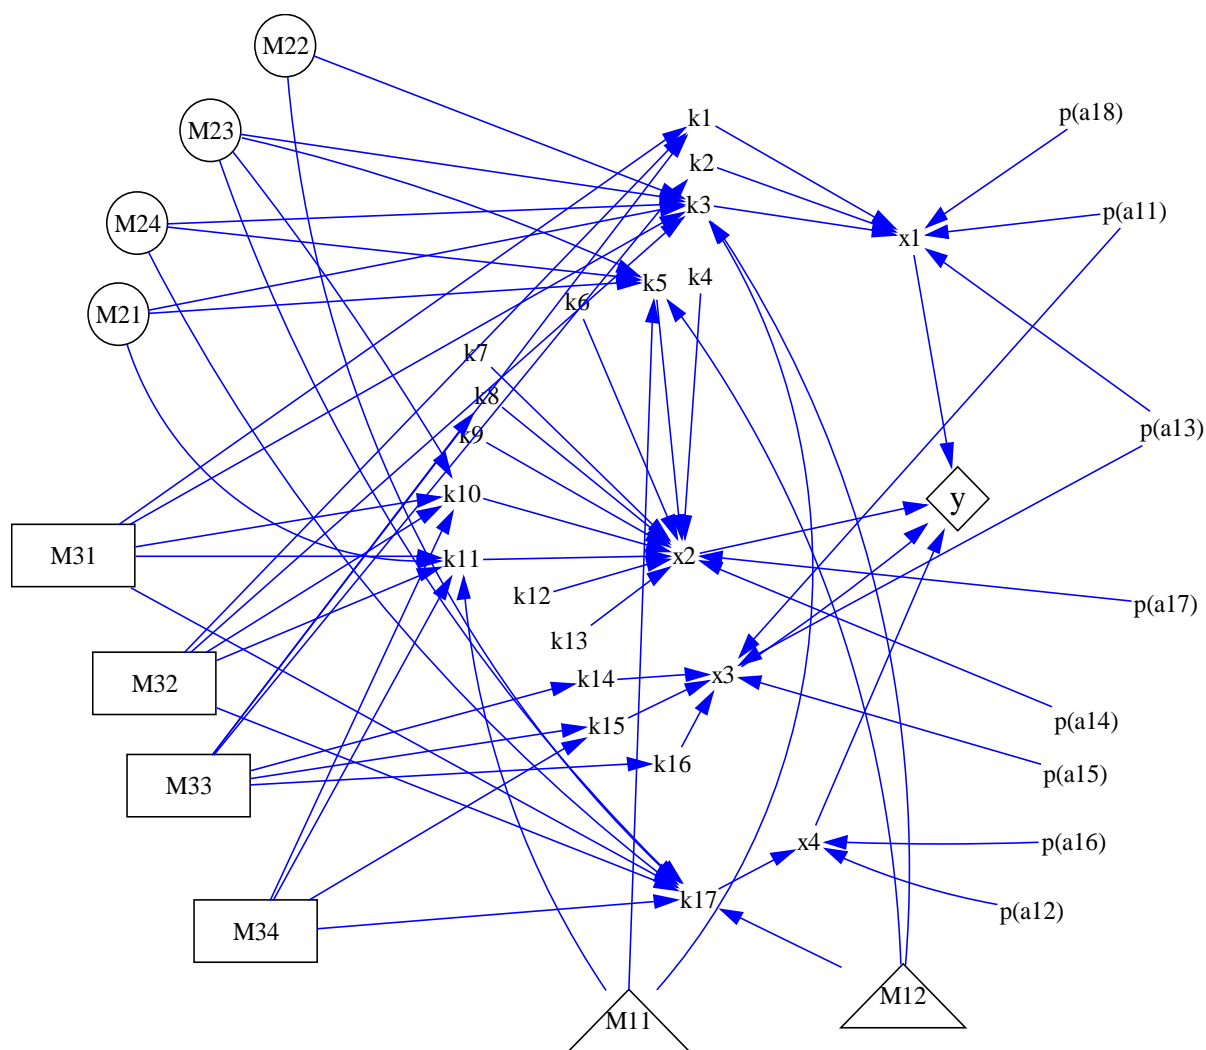 M22
k1
p(a18)
M23
k2
k3
p(a11)
M24
x1
k5
k4
k6
M21
k7
k8
k9
p(a13)
k10
y
M31
k11
x2
k12
p(a17)
k13
M32
k14
x3
k15
p(a14)
k16
p(a15)
M33
x4
p(a16)
k17
p(a12)
M34
M12
M11